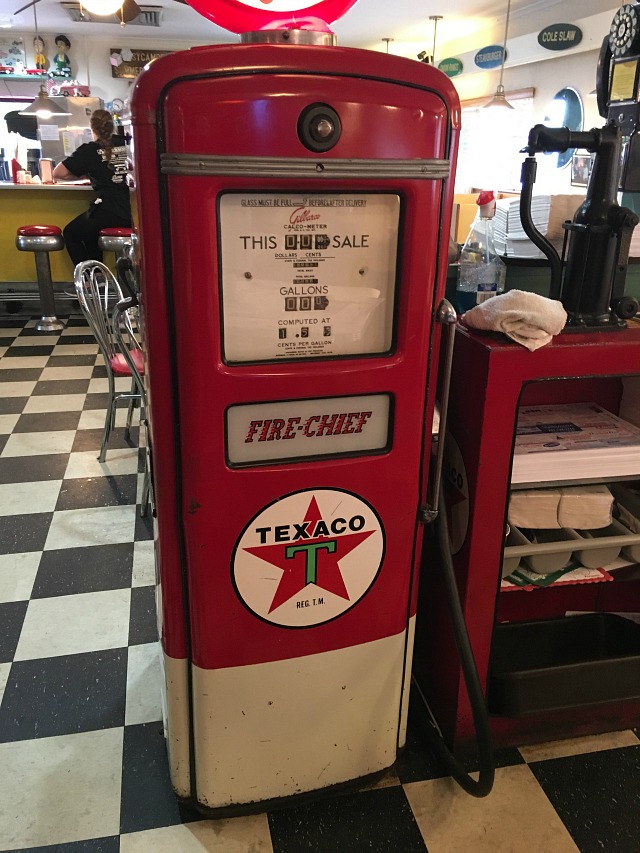 COLE SLAW
STEAMBURGER
GLASS MUST BE FULL BEFORE & AFTER DELIVERY
Gilbarco
CALCO-METER
THIS SALE
DOLLARS CENTS
GALLONS
COMPUTED AT
CENTS PER GALLON
FIRE-CHIEF
TEXACO
T
REG. T.M.